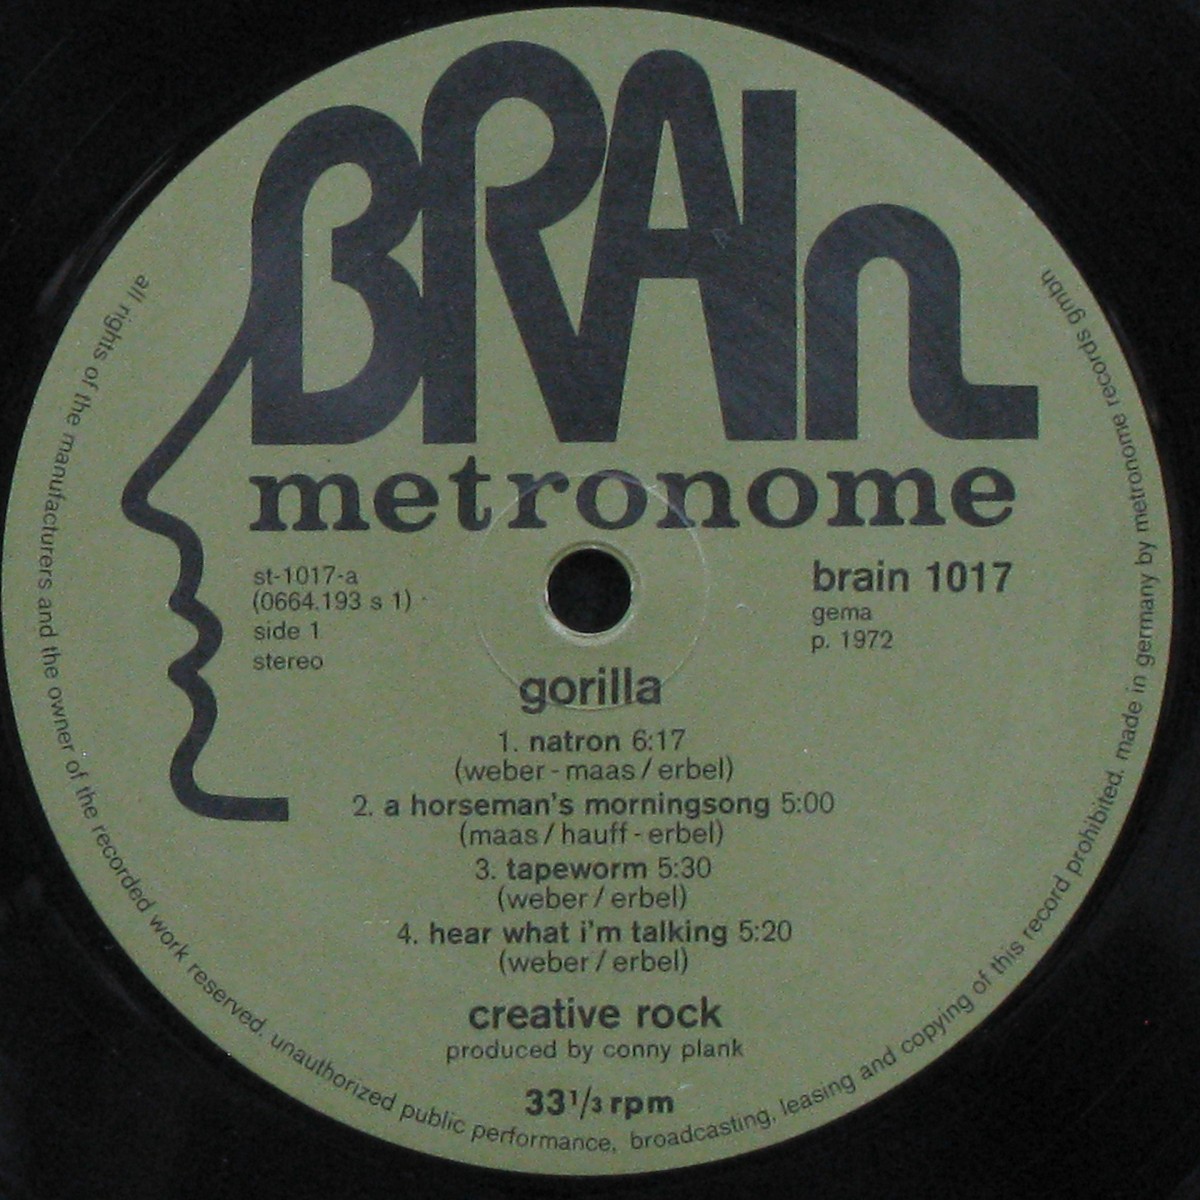 BRAIn
metronome
st-1017-a
(0664.193 s 1)
side 1
stereo
brain 1017
gema
p. 1972
gorilla
1. natron 6:17
(weber - maas / erbel)
2. a horseman's morningsong 5:00
(maas / hauff - erbel)
3. tapeworm 5:30
(weber / erbel)
4. hear what i'm talking 5:20
(weber / erbel)
creative rock
produced by conny plank
33 1/3 rpm
all rights of the manufacturers and the owner of the recorded work reserved. unauthorized public performance, broadcasting, leasing and copying of this record prohibited. made in germany by metronome records gmbh